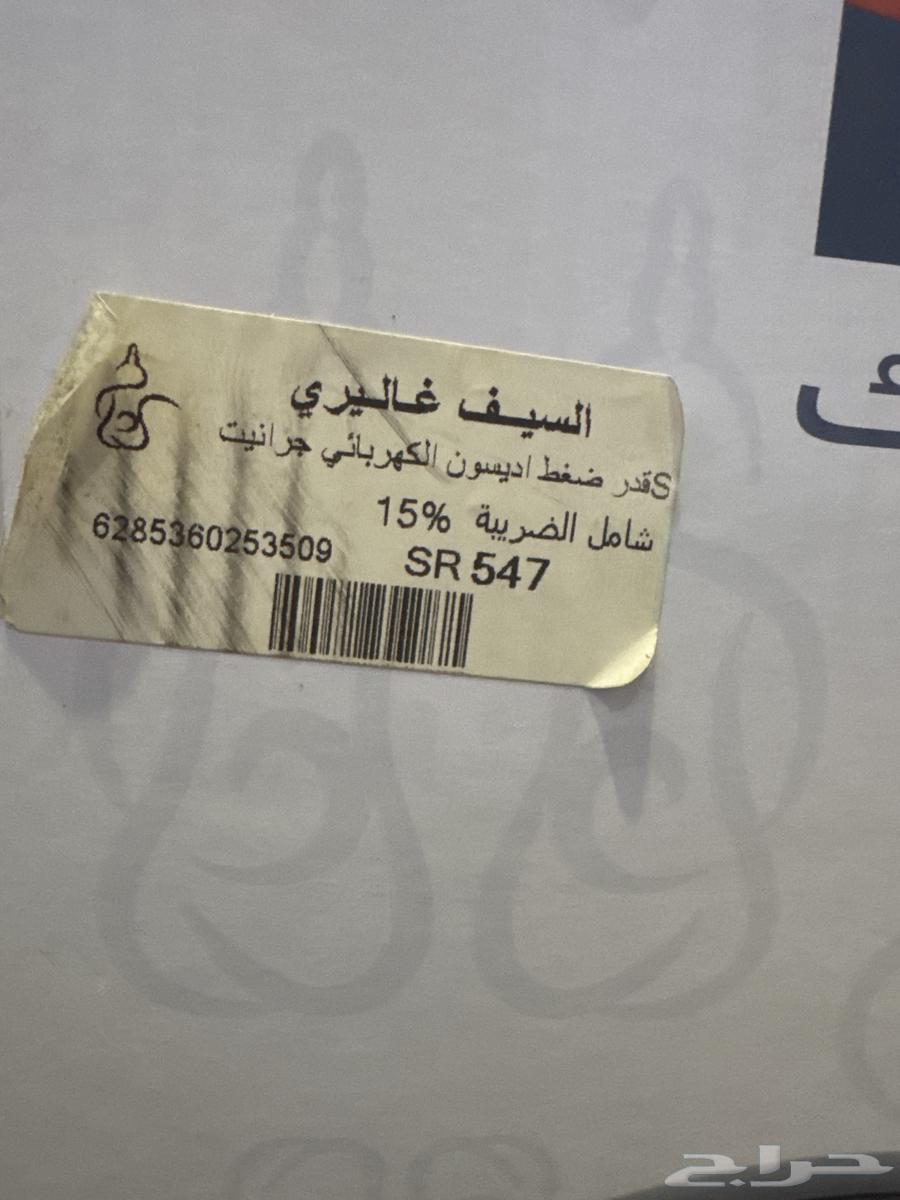 السيف غاليري
Sقدر ضغط اديسون الكهربائي جرانيت
شامل الضريبة 15%
SR 547
6285360253509
حراج